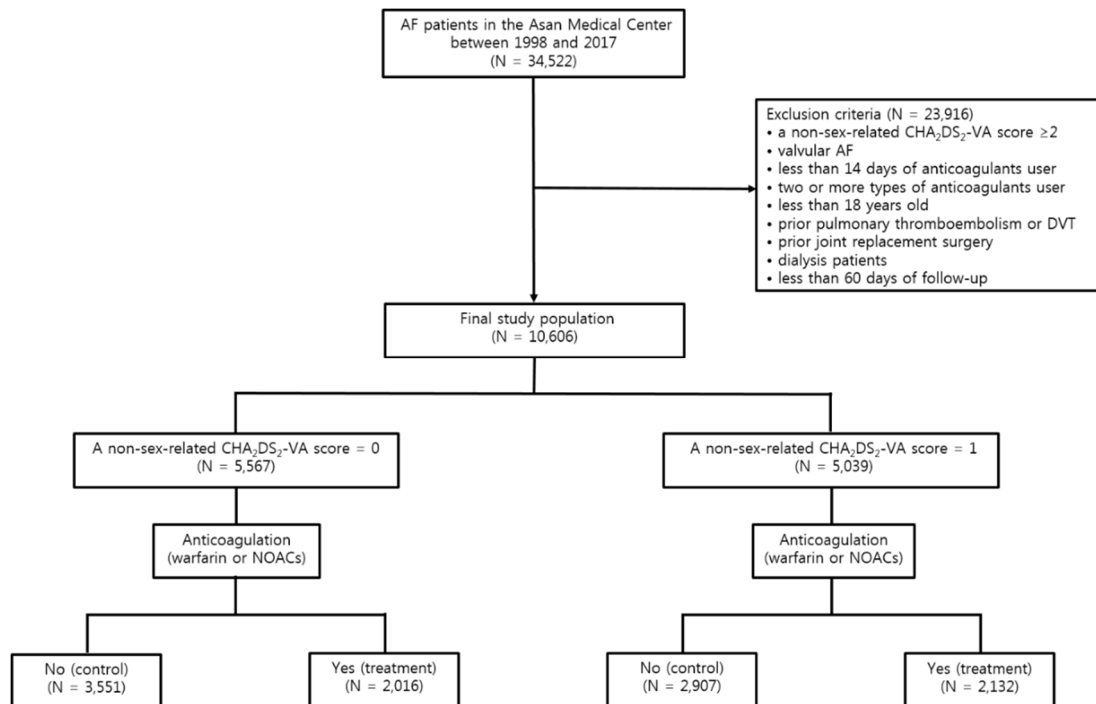 AF patients in the Asan Medical Center
between 1998 and 2017
(N = 34,522)
Exclusion criteria (N = 23,916)
• a non-sex-related CHA₂DS₂-VA score ≥2
• valvular AF
• less than 14 days of anticoagulants user
• two or more types of anticoagulants user
• less than 18 years old
• prior pulmonary thromboembolism or DVT
• prior joint replacement surgery
• dialysis patients
• less than 60 days of follow-up
Final study population
(N = 10,606)
A non-sex-related CHA₂DS₂-VA score = 0
(N = 5,567)
A non-sex-related CHA₂DS₂-VA score = 1
(N = 5,039)
Anticoagulation
(warfarin or NOACs)
Anticoagulation
(warfarin or NOACs)
No (control)
(N = 3,551)
Yes (treatment)
(N = 2,016)
No (control)
(N = 2,907)
Yes (treatment)
(N = 2,132)